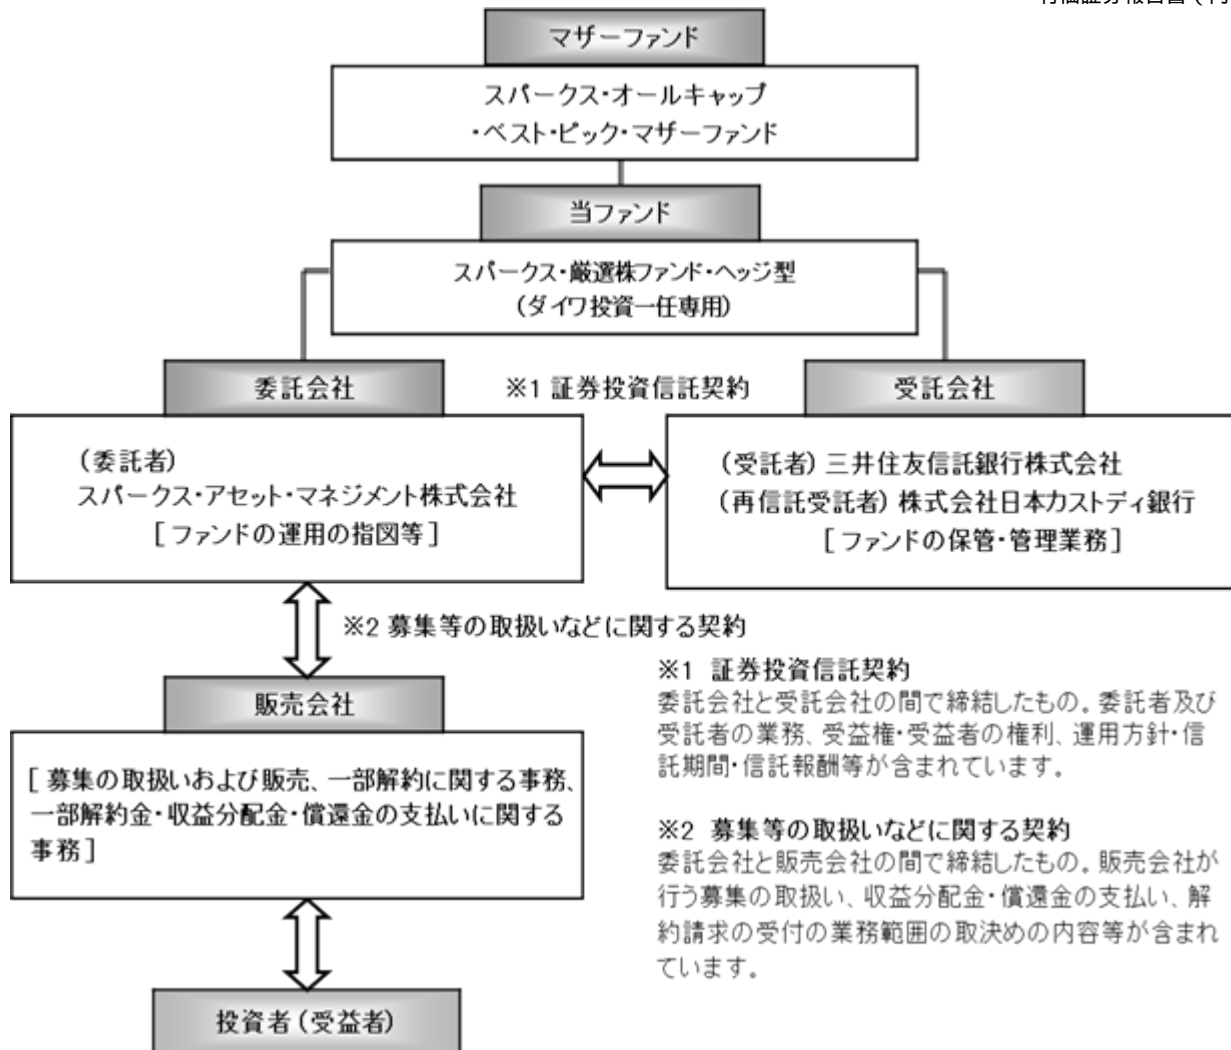 マザーファンド
スパークス・オールキャップ
・ベスト・ピック・マザーファンド
当ファンド
スパークス・厳選株ファンド・ヘッジ型
(ダイワ投資一任専用)
委託会社
※1 証券投資信託契約
受託会社
(委託者)
スパークス・アセット・マネジメント株式会社
[ファンドの運用の指図等]
(受託者) 三井住友信託銀行株式会社
(再信託受託者) 株式会社日本カストディ銀行
[ファンドの保管・管理業務]
※2 募集等の取扱いなどに関する契約
販売会社
[募集の取扱いおよび販売、一部解約に関する事務、
一部解約金・収益分配金・償還金の支払いに関する
事務]
投資者(受益者)
※1 証券投資信託契約
委託会社と受託会社の間で締結したもの。委託者及び
受託者の業務、受益権・受益者の権利、運用方針・信
託期間・信託報酬等が含まれています。
※2 募集等の取扱いなどに関する契約
委託会社と販売会社の間で締結したもの。販売会社が
行う募集の取扱い、収益分配金・償還金の支払い、解
約請求の受付の業務範囲の取決めの内容等が含まれ
ています。